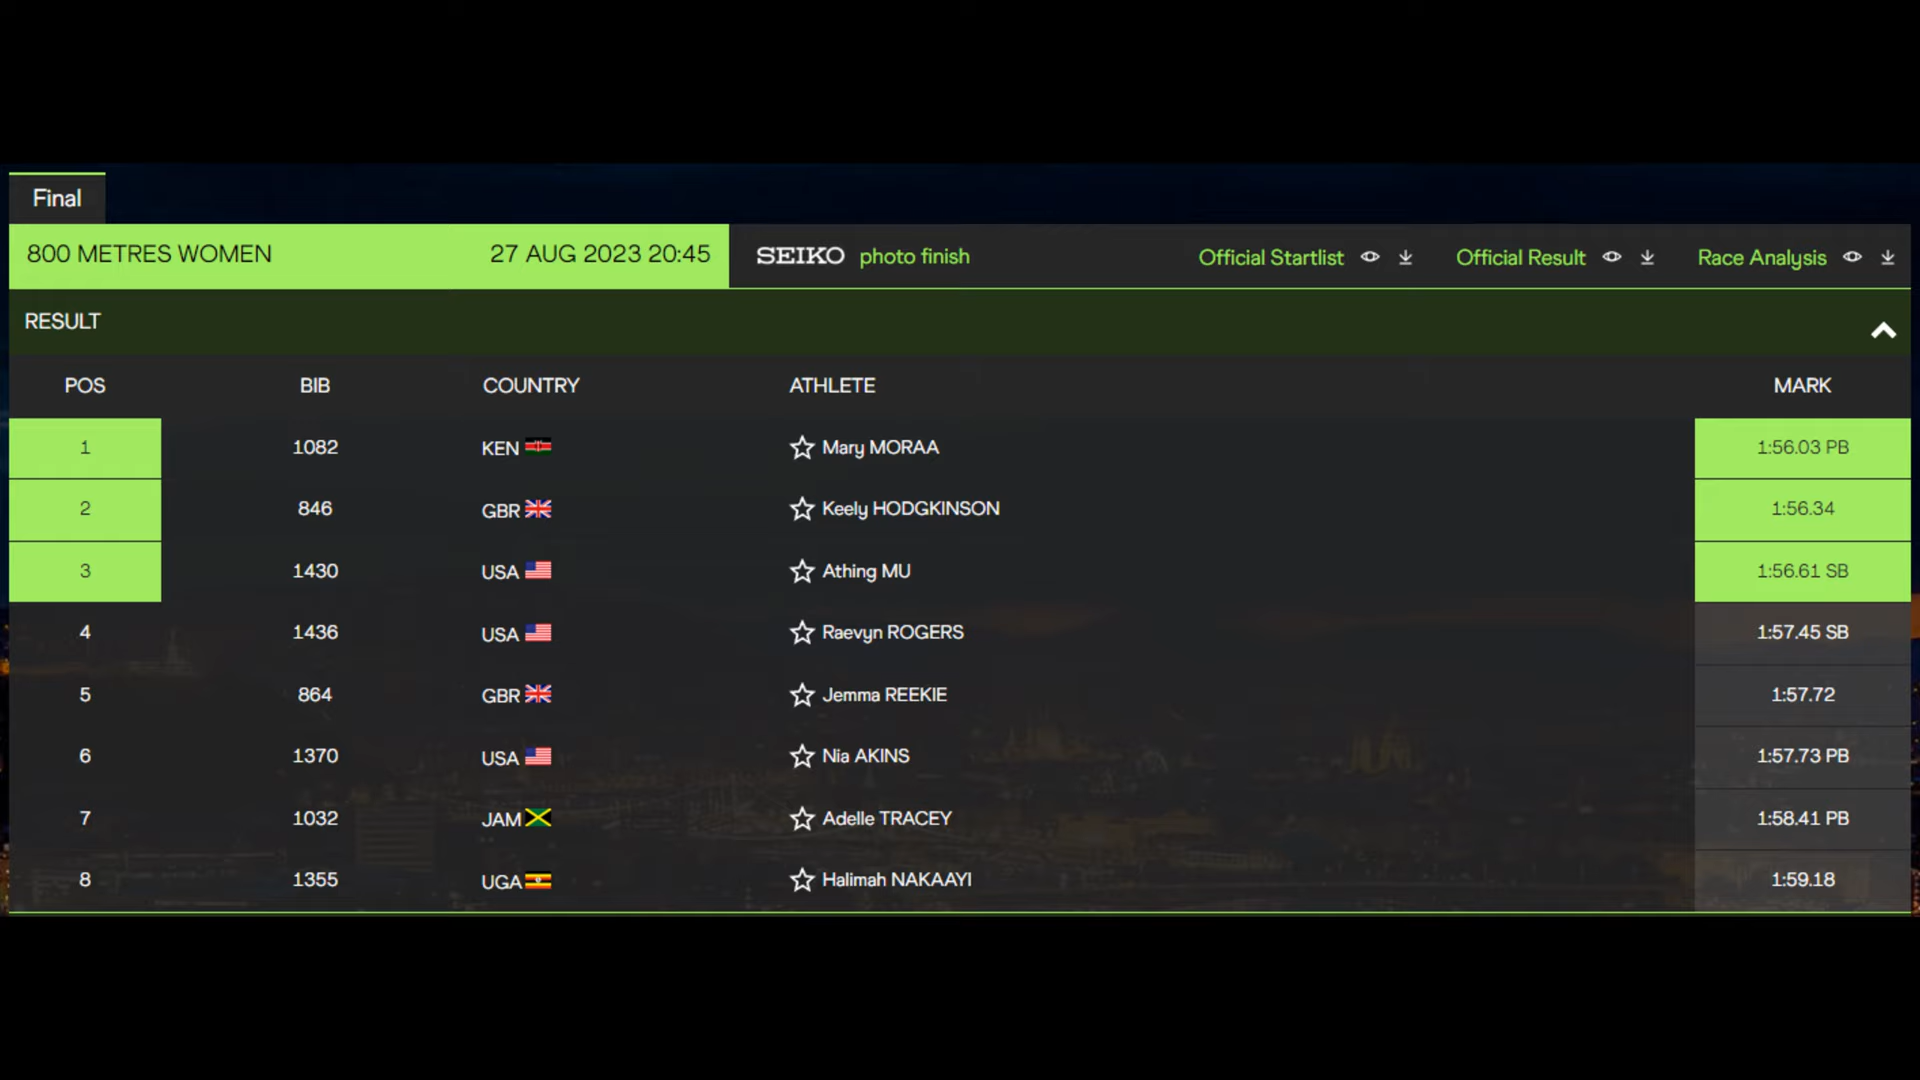 Final
800 METRES WOMEN 27 AUG 2023 20:45 SEIKO photo finish Official Startlist Official Result Race Analysis
RESULT
POS BIB COUNTRY ATHLETE MARK
1 1082 KEN Mary MORAA 1:56.03 PB
2 846 GBR Keely HODGKINSON 1:56.34
3 1430 USA Athing MU 1:56.61 SB
4 1436 USA Raevyn ROGERS 1:57.45 SB
5 864 GBR Jemma REEKIE 1:57.72
6 1370 USA Nia AKINS 1:57.73 PB
7 1032 JAM Adelle TRACEY 1:58.41 PB
8 1355 UGA Halimah NAKAAYI 1:59.18